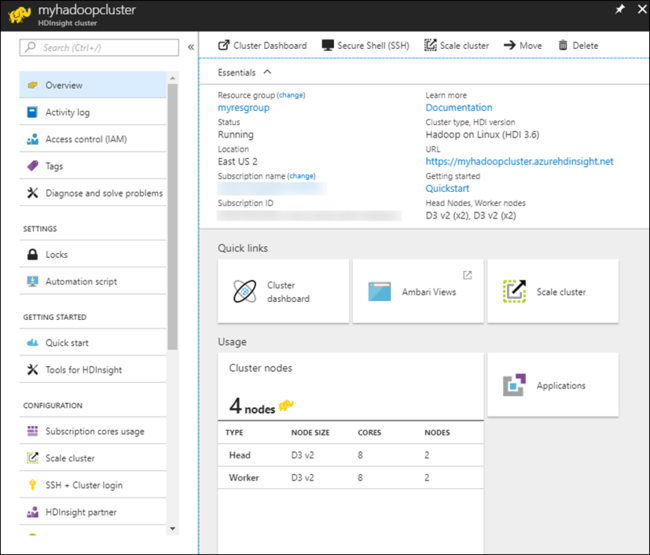 myhadoopcluster
HDInsight cluster
Search (Ctrl+/)
Overview
Activity log
Access control (IAM)
Tags
Diagnose and solve problems
SETTINGS
Locks
Automation script
GETTING STARTED
Quick start
Tools for HDInsight
CONFIGURATION
Subscription cores usage
Scale cluster
SSH + Cluster login
HDInsight partner
Cluster Dashboard Secure Shell (SSH) Scale cluster Move Delete
Essentials
Resource group (change)
myresgroup
Status
Running
Location
East US 2
Subscription name (change)
Subscription ID
Learn more
Documentation
Cluster type, HDI version
Hadoop on Linux (HDI 3.6)
URL
https://myhadoopcluster.azurehdinsight.net
Getting started
Quickstart
Head Nodes, Worker nodes
D3 v2 (x2), D3 v2 (x2)
Quick links
Cluster
dashboard
Ambari Views
Scale cluster
Usage
Cluster nodes
4 nodes
TYPE NODE SIZE CORES NODES
Head D3 v2 8 2
Worker D3 v2 8 2
Applications